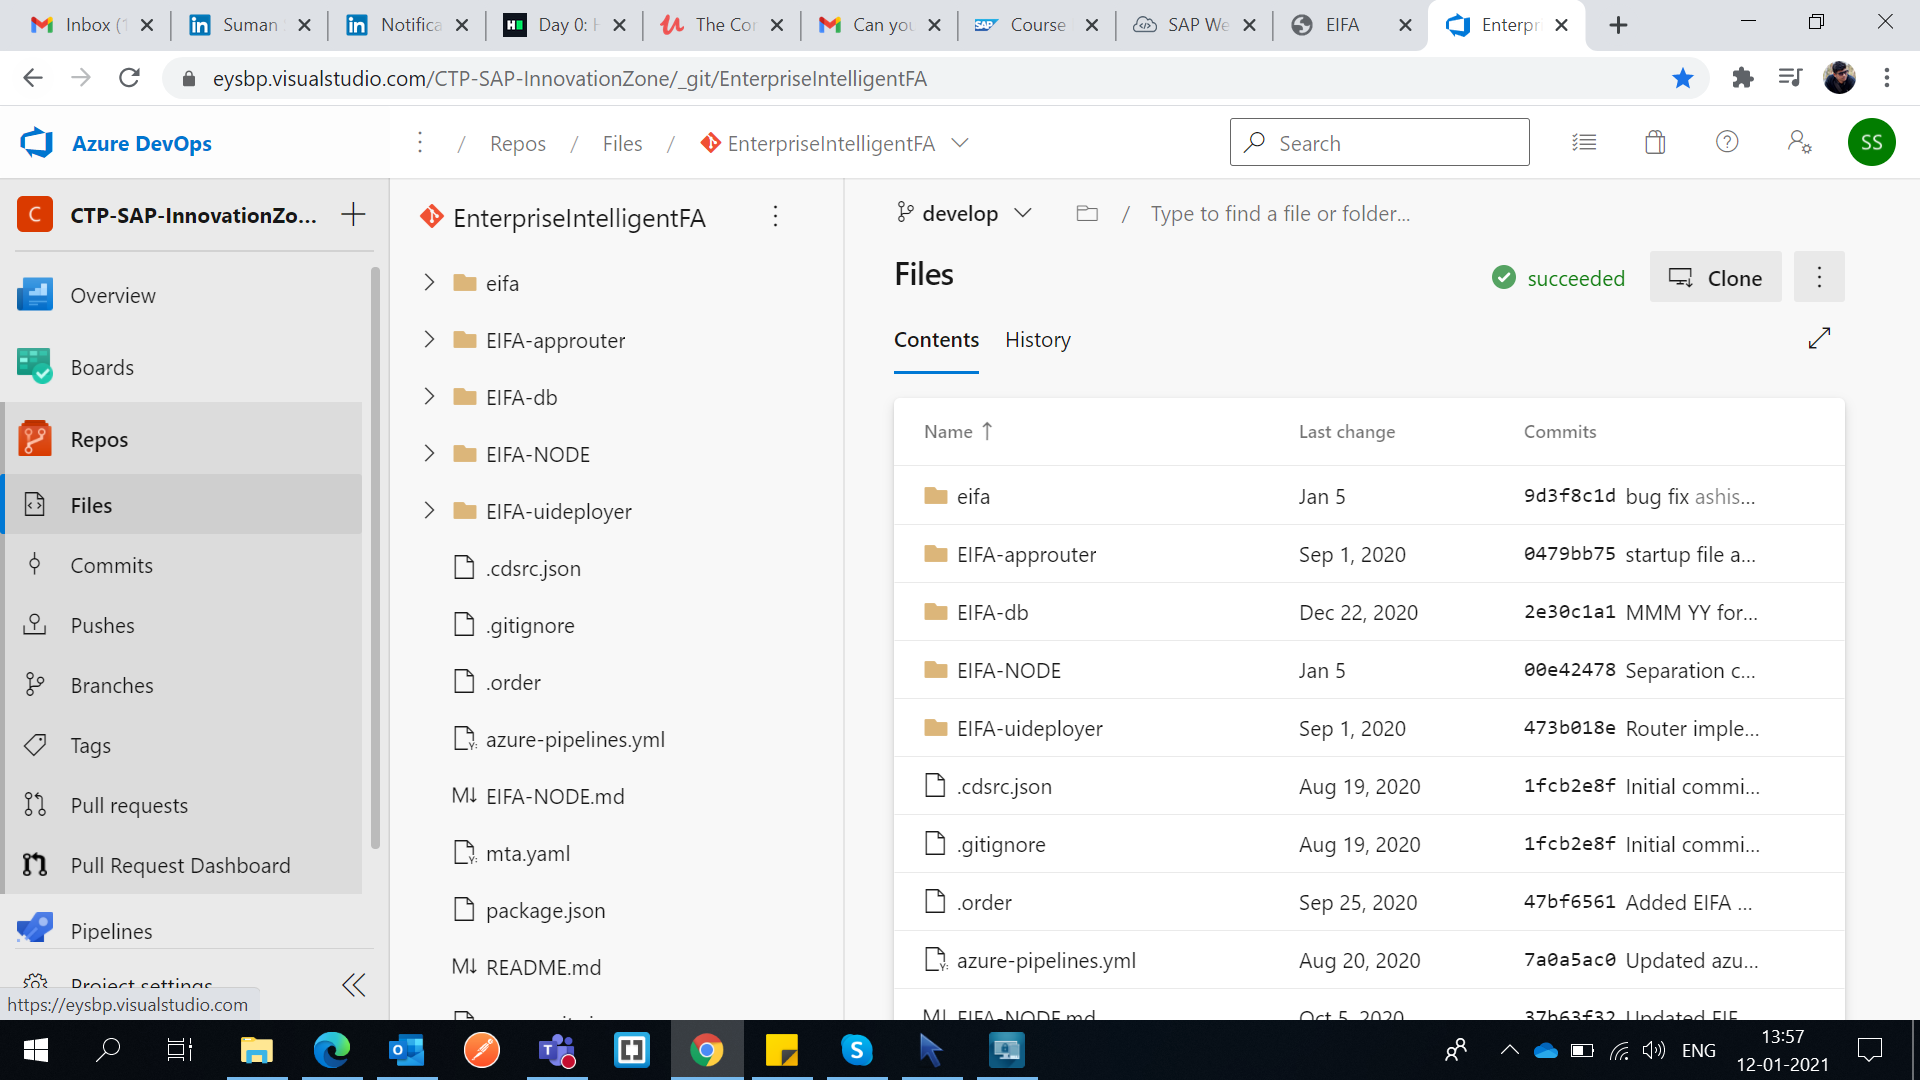 Inbox (1
Suman S
Notifica
Day 0: H
The Cor
Can you
Course
SAP We
EIFA
Enterpri
eysbp.visualstudio.com/CTP-SAP-InnovationZone/_git/EnterpriseIntelligentFA
Azure DevOps
/ Repos / Files / EnterpriseIntelligentFA
Search
SS
C CTP-SAP-InnovationZo...
Overview
Boards
Repos
Files
Commits
Pushes
Branches
Tags
Pull requests
Pull Request Dashboard
Pipelines
Project settings
https://eysbp.visualstudio.com
EnterpriseIntelligentFA
eifa
EIFA-approuter
EIFA-db
EIFA-NODE
EIFA-uideployer
.cdsrc.json
.gitignore
.order
azure-pipelines.yml
EIFA-NODE.md
mta.yaml
package.json
README.md
develop / Type to find a file or folder...
Files
succeeded
Clone
Contents History
Name Last change Commits
eifa Jan 5 9d3f8c1d bug fix ashis...
EIFA-approuter Sep 1, 2020 0479bb75 startup file a...
EIFA-db Dec 22, 2020 2e30c1a1 MMM YY for...
EIFA-NODE Jan 5 00e42478 Separation c...
EIFA-uideployer Sep 1, 2020 473b018e Router imple...
.cdsrc.json Aug 19, 2020 1fcb2e8f Initial commi...
.gitignore Aug 19, 2020 1fcb2e8f Initial commi...
.order Sep 25, 2020 47bf6561 Added EIFA ...
azure-pipelines.yml Aug 20, 2020 7a0a5ac0 Updated azu...
EIFA-NODE.md Oct 5, 2020 37b63f32 Updated EIF
ENG
13:57
12-01-2021